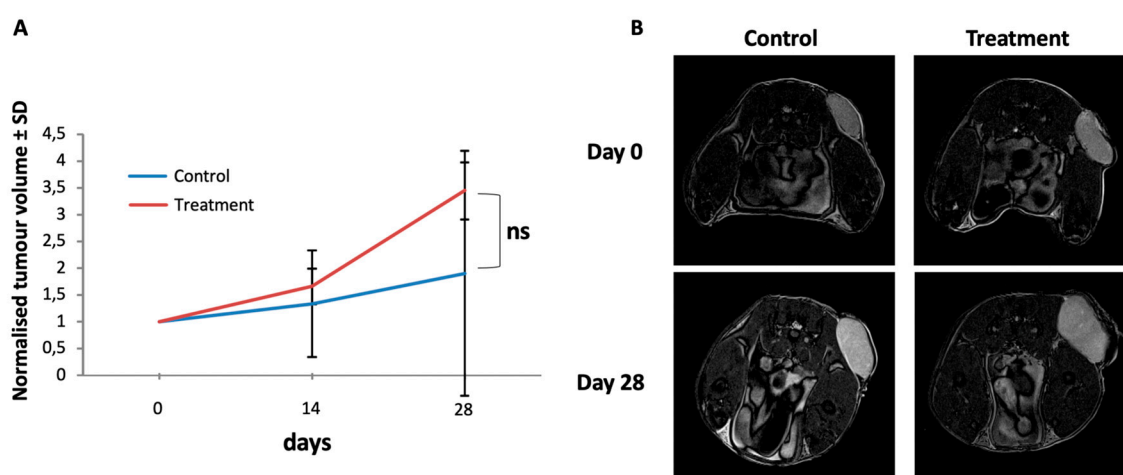 A
Normalised tumour volume ± SD
4,5
4
3,5
3
2,5
2
1,5
1
0,5
0
Control
Treatment
ns
0 14 28
days
B
Control Treatment
Day 0
Day 28